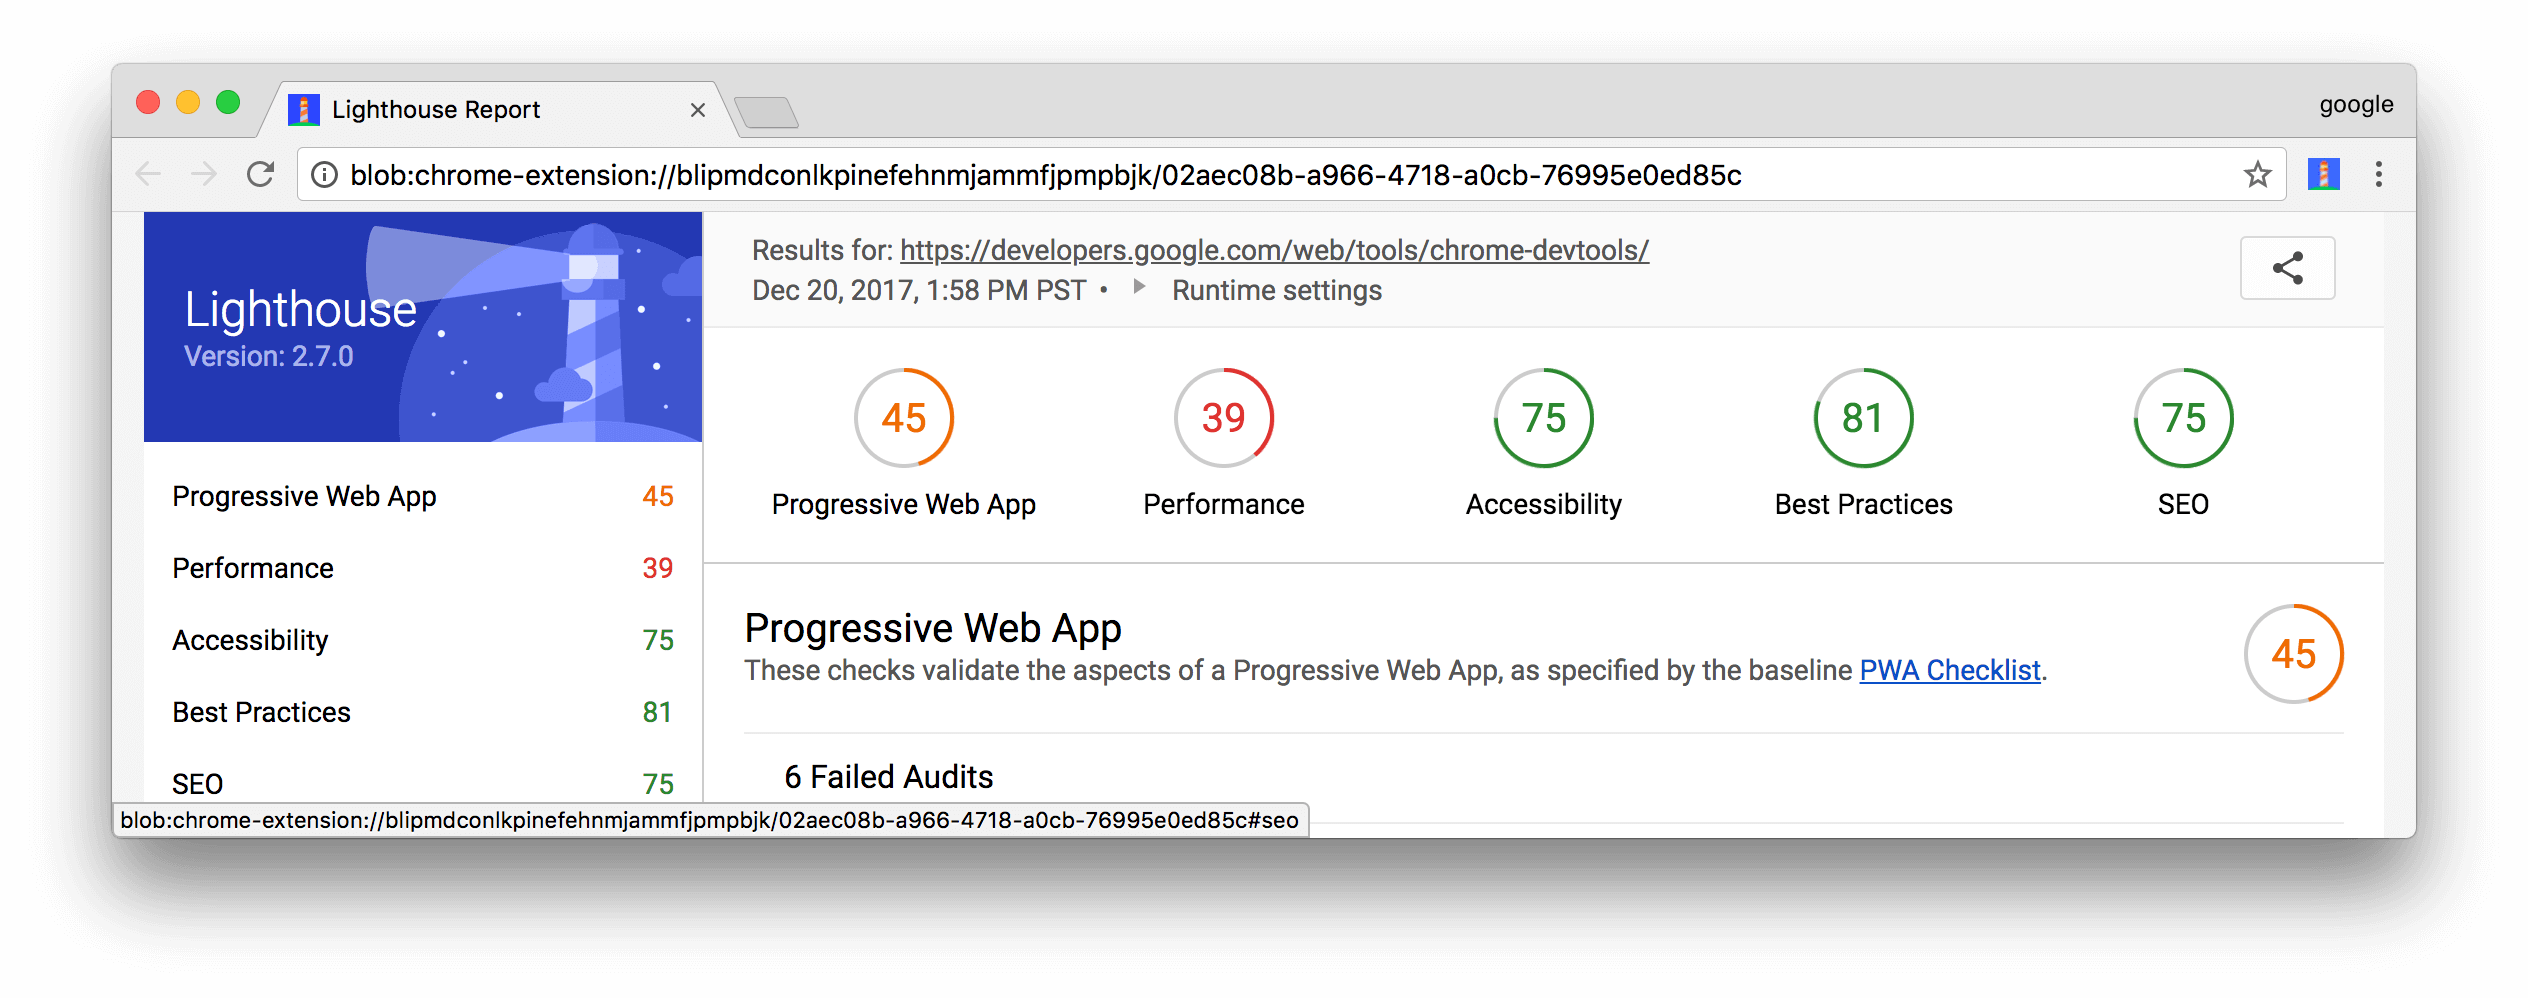 Lighthouse Report
google
blob:chrome-extension://blipmdconlkpinefehnmjammfjpmpbjk/02aec08b-a966-4718-a0cb-76995e0ed85c
Lighthouse
Version: 2.7.0
Progressive Web App 45
Performance 39
Accessibility 75
Best Practices 81
SEO 75
Results for: https://developers.google.com/web/tools/chrome-devtools/
Dec 20, 2017, 1:58 PM PST • Runtime settings
45 39 75 81 75
Progressive Web App Performance Accessibility Best Practices SEO
Progressive Web App
These checks validate the aspects of a Progressive Web App, as specified by the baseline PWA Checklist.
45
6 Failed Audits
blob:chrome-extension://blipmdconlkpinefehnmjammfjpmpbjk/02aec08b-a966-4718-a0cb-76995e0ed85c#seo